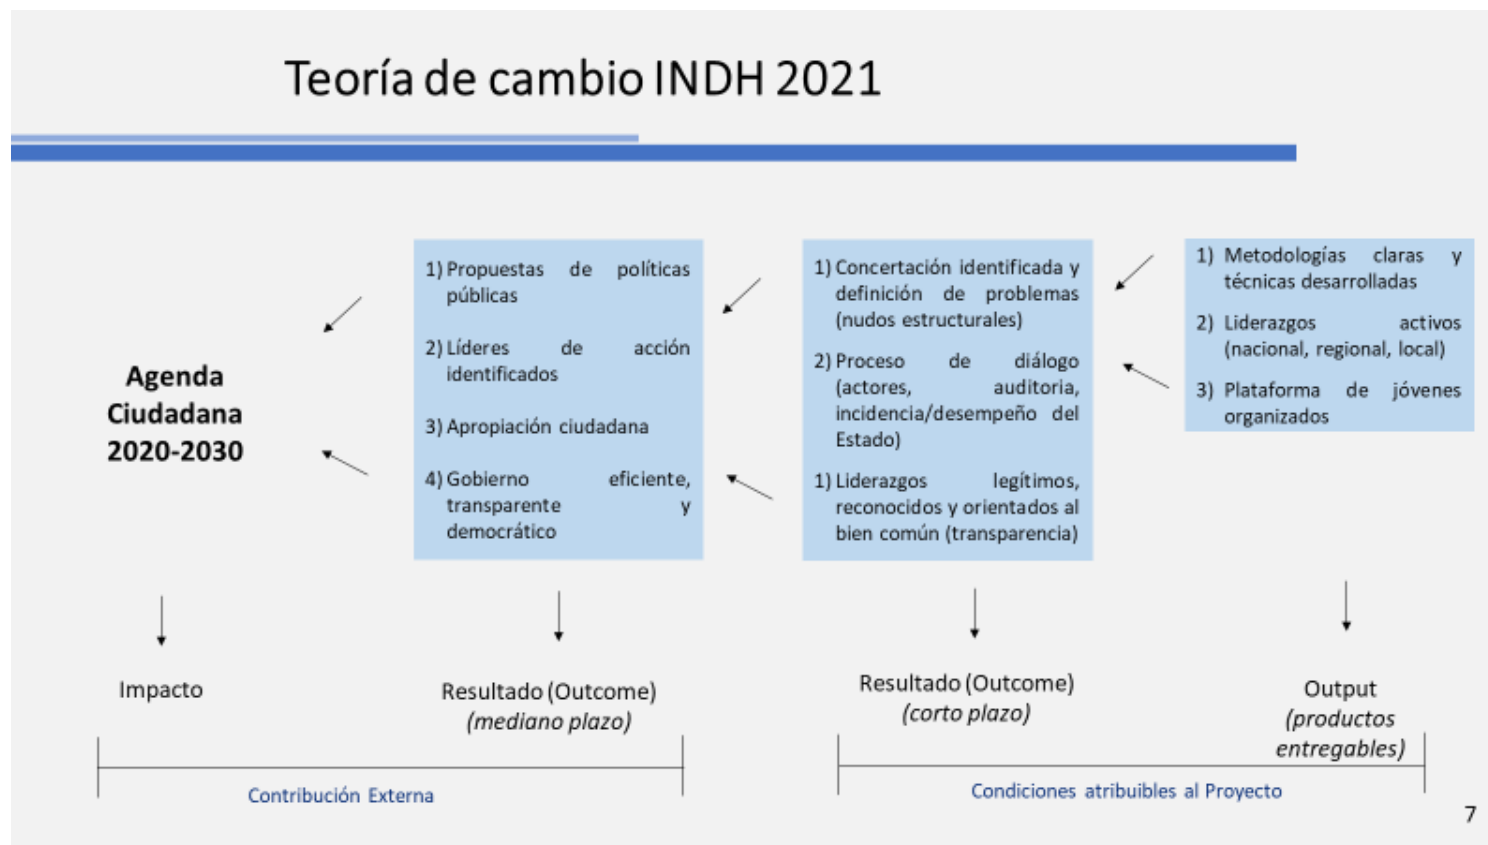 Teoría de cambio INDH 2021
Agenda
Ciudadana
2020-2030
1) Propuestas de políticas
públicas
2) Líderes de acción
identificados
3) Apropiación ciudadana
4) Gobierno eficiente,
transparente y
democrático
1) Concertación identificada y
definición de problemas
(nudos estructurales)
2) Proceso de diálogo
(actores, auditoria,
incidencia/desempeño del
Estado)
1) Liderazgos legítimos,
reconocidos y orientados al
bien común (transparencia)
1) Metodologías claras y
técnicas desarrolladas
2) Liderazgos activos
(nacional, regional, local)
3) Plataforma de jóvenes
organizados
Impacto
Resultado (Outcome)
(mediano plazo)
Resultado (Outcome)
(corto plazo)
Output
(productos
entregables)
Contribución Externa
Condiciones atribuibles al Proyecto
7